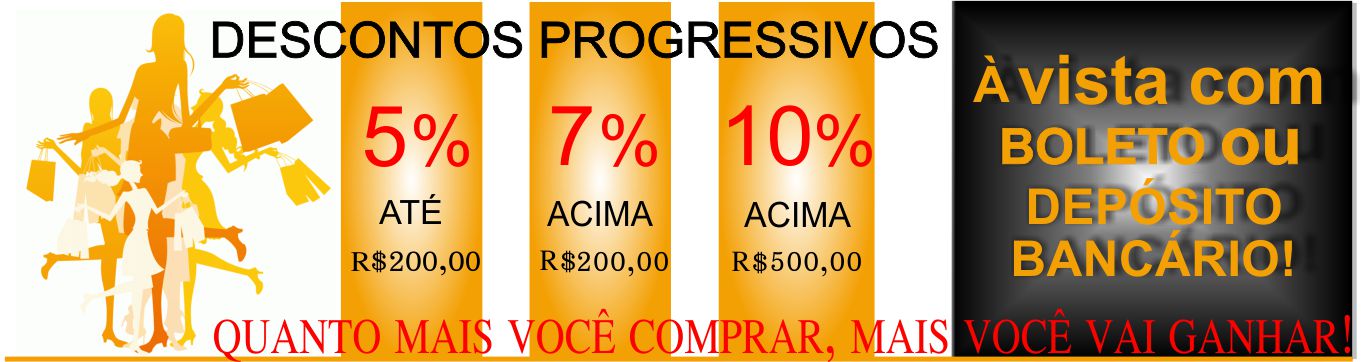 DESCONTOS PROGRESSIVOS
5%
ATÉ
R$200,00
7%
ACIMA
R$200,00
10%
ACIMA
R$500,00
À vista com
BOLETO ou
DEPÓSITO
BANCÁRIO!
QUANTO MAIS VOCÊ COMPRAR, MAIS VOCÊ VAI GANHAR!